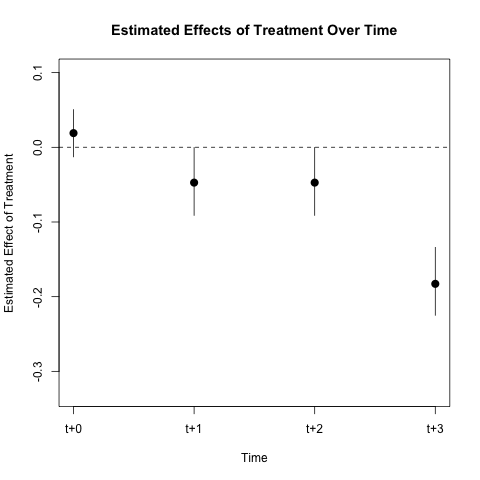 Estimated Effects of Treatment Over Time
Estimated Effect of Treatment
0.1
0.0
-0.1
-0.2
-0.3
t+0 t+1 t+2 t+3
Time